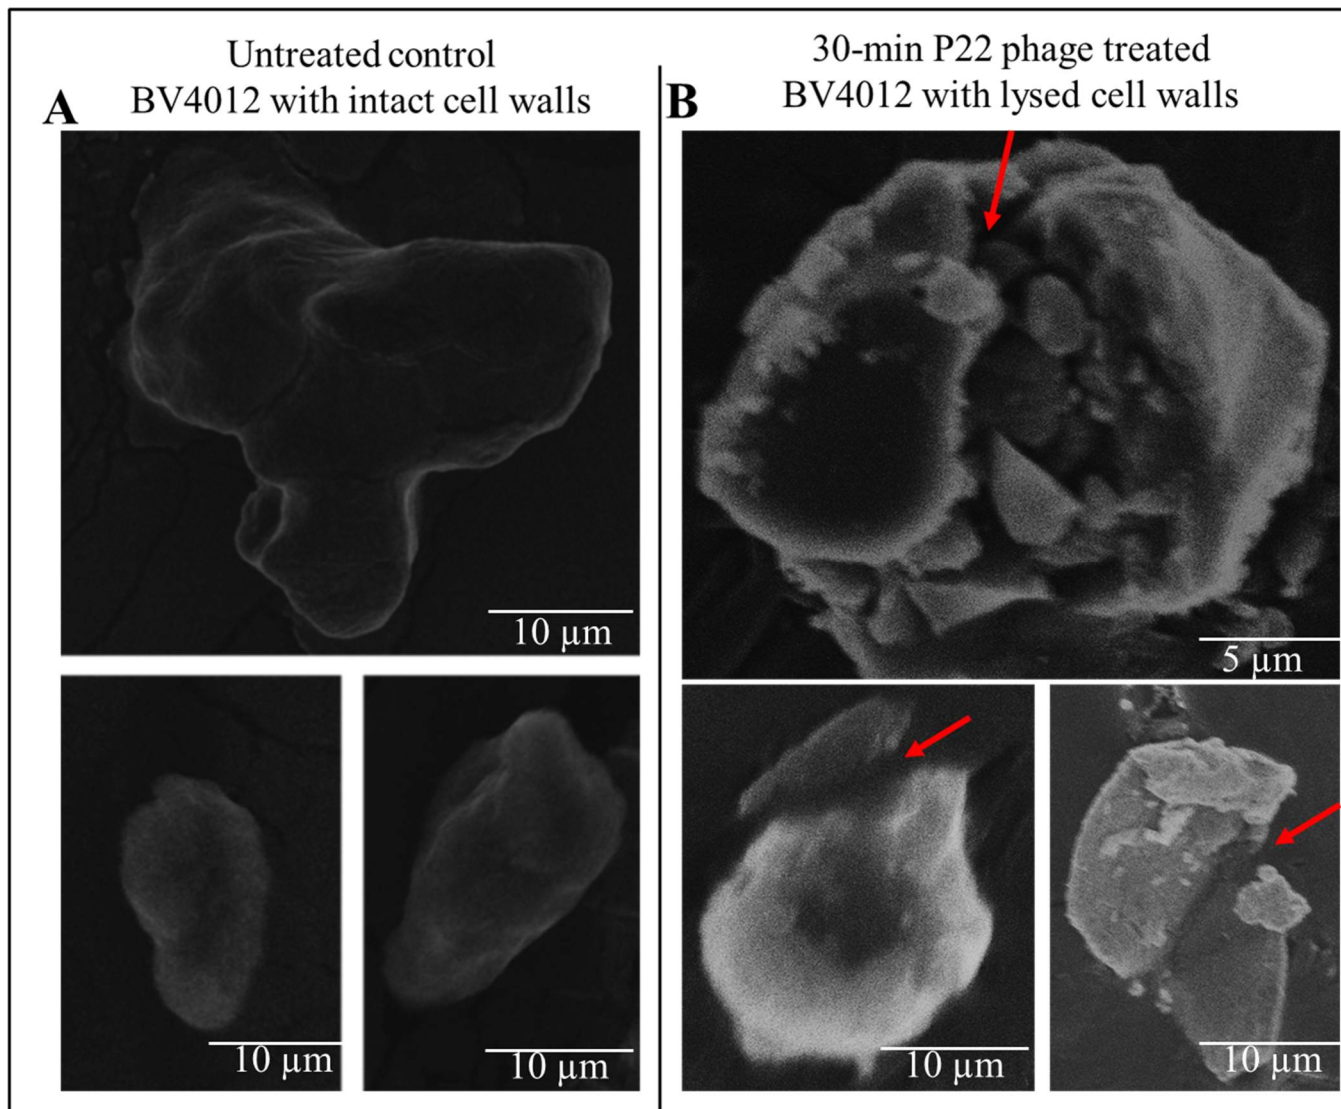 Untreated control
BV4012 with intact cell walls
A
10 µm
10 µm
10 µm
30-min P22 phage treated
BV4012 with lysed cell walls
B
5 µm
10 µm
10 µm